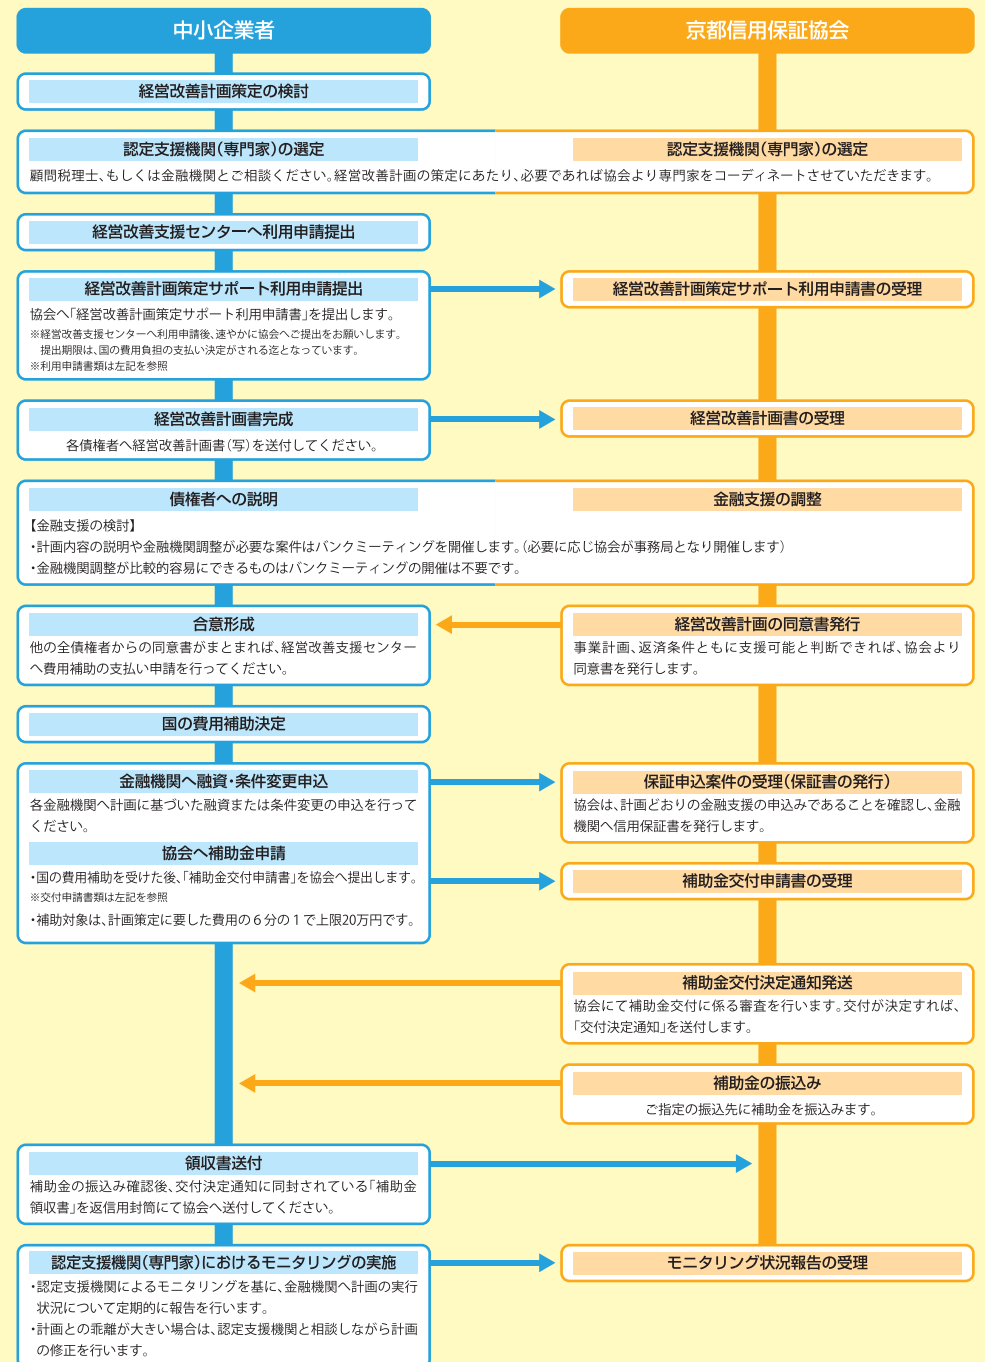 中小企業者
京都信用保証協会
経営改善計画策定の検討
認定支援機関（専門家）の選定
認定支援機関（専門家）の選定
顧問税理士、もしくは金融機関とご相談ください。経営改善計画の策定にあたり、必要であれば協会より専門家をコーディネートさせていただきます。
経営改善支援センターへ利用申請提出
経営改善計画策定サポート利用申請提出
経営改善計画策定サポート利用申請書の受理
協会へ「経営改善計画策定サポート利用申請書」を提出します。
※経営改善支援センターへ利用申請後、速やかに協会へご提出をお願いします。
提出期限は、国の費用負担の支払い決定がされる迄となっています。
※利用申請書類は左記を参照
経営改善計画書完成
経営改善計画書の受理
各債権者へ経営改善計画書（写）を送付してください。
債権者への説明
金融支援の調整
【金融支援の検討】
・計画内容の説明や金融機関調整が必要な案件はバンクミーティングを開催します。（必要に応じ協会が事務局となり開催します）
・金融機関調整が比較的容易にできるものはバンクミーティングの開催は不要です。
合意形成
他の全債権者からの同意書がまとまれば、経営改善支援センター
へ費用補助の支払い申請を行ってください。
経営改善計画の同意書発行
事業計画、返済条件ともに支援可能と判断できれば、協会より
同意書を発行します。
国の費用補助決定
金融機関へ融資・条件変更申込
各金融機関へ計画に基づいた融資または条件変更の申込を行って
ください。
保証申込案件の受理（保証書の発行）
協会は、計画どおりの金融支援の申込みであることを確認し、金融
機関へ信用保証書を発行します。
協会へ補助金申請
・国の費用補助を受けた後、「補助金交付申請書」を協会へ提出します。
※交付申請書類は左記を参照
・補助対象は、計画策定に要した費用の６分の１で上限20万円です。
補助金交付申請書の受理
補助金交付決定通知発送
協会にて補助金交付に係る審査を行います。交付が決定すれば、
「交付決定通知」を送付します。
補助金の振込み
ご指定の振込先に補助金を振込みます。
領収書送付
補助金の振込み確認後、交付決定通知に同封されている「補助金
領収書」を返信用封筒にて協会へ送付してください。
認定支援機関（専門家）におけるモニタリングの実施
モニタリング状況報告の受理
・認定支援機関によるモニタリングを基に、金融機関へ計画の実行
状況について定期的に報告を行います。
・計画との乖離が大きい場合は、認定支援機関と相談しながら計画
の修正を行います。